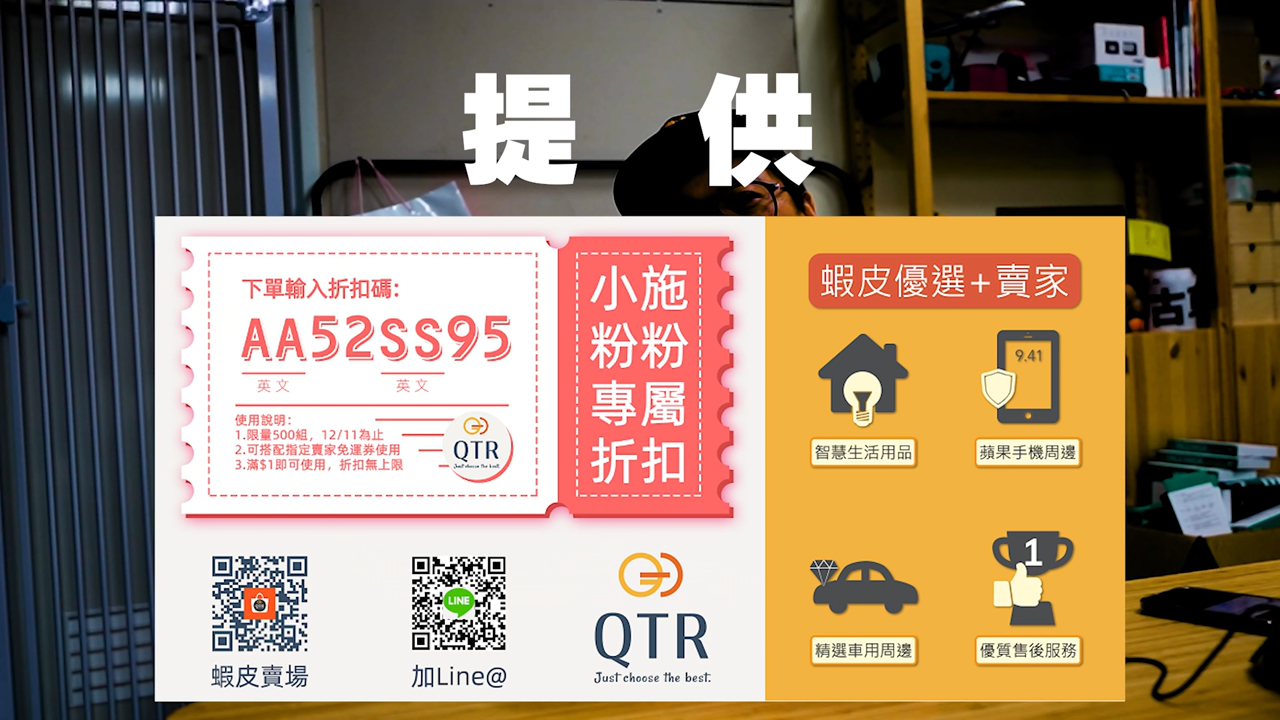 提 供
下單輸入折扣碼:
AA52SS95
英文 英文
使用說明:
1.限量500組，12/11為止
2.可搭配指定賣家免運券使用
3.滿$1即可使用，折扣無上限
QTR
Just choose the best.
小施
粉粉
專屬
折扣
蝦皮賣場
加Line@
LINE
QTR
Just choose the best.
蝦皮優選+賣家
9.41
智慧生活用品
蘋果手機周邊
1
精選車用周邊
優質售後服務